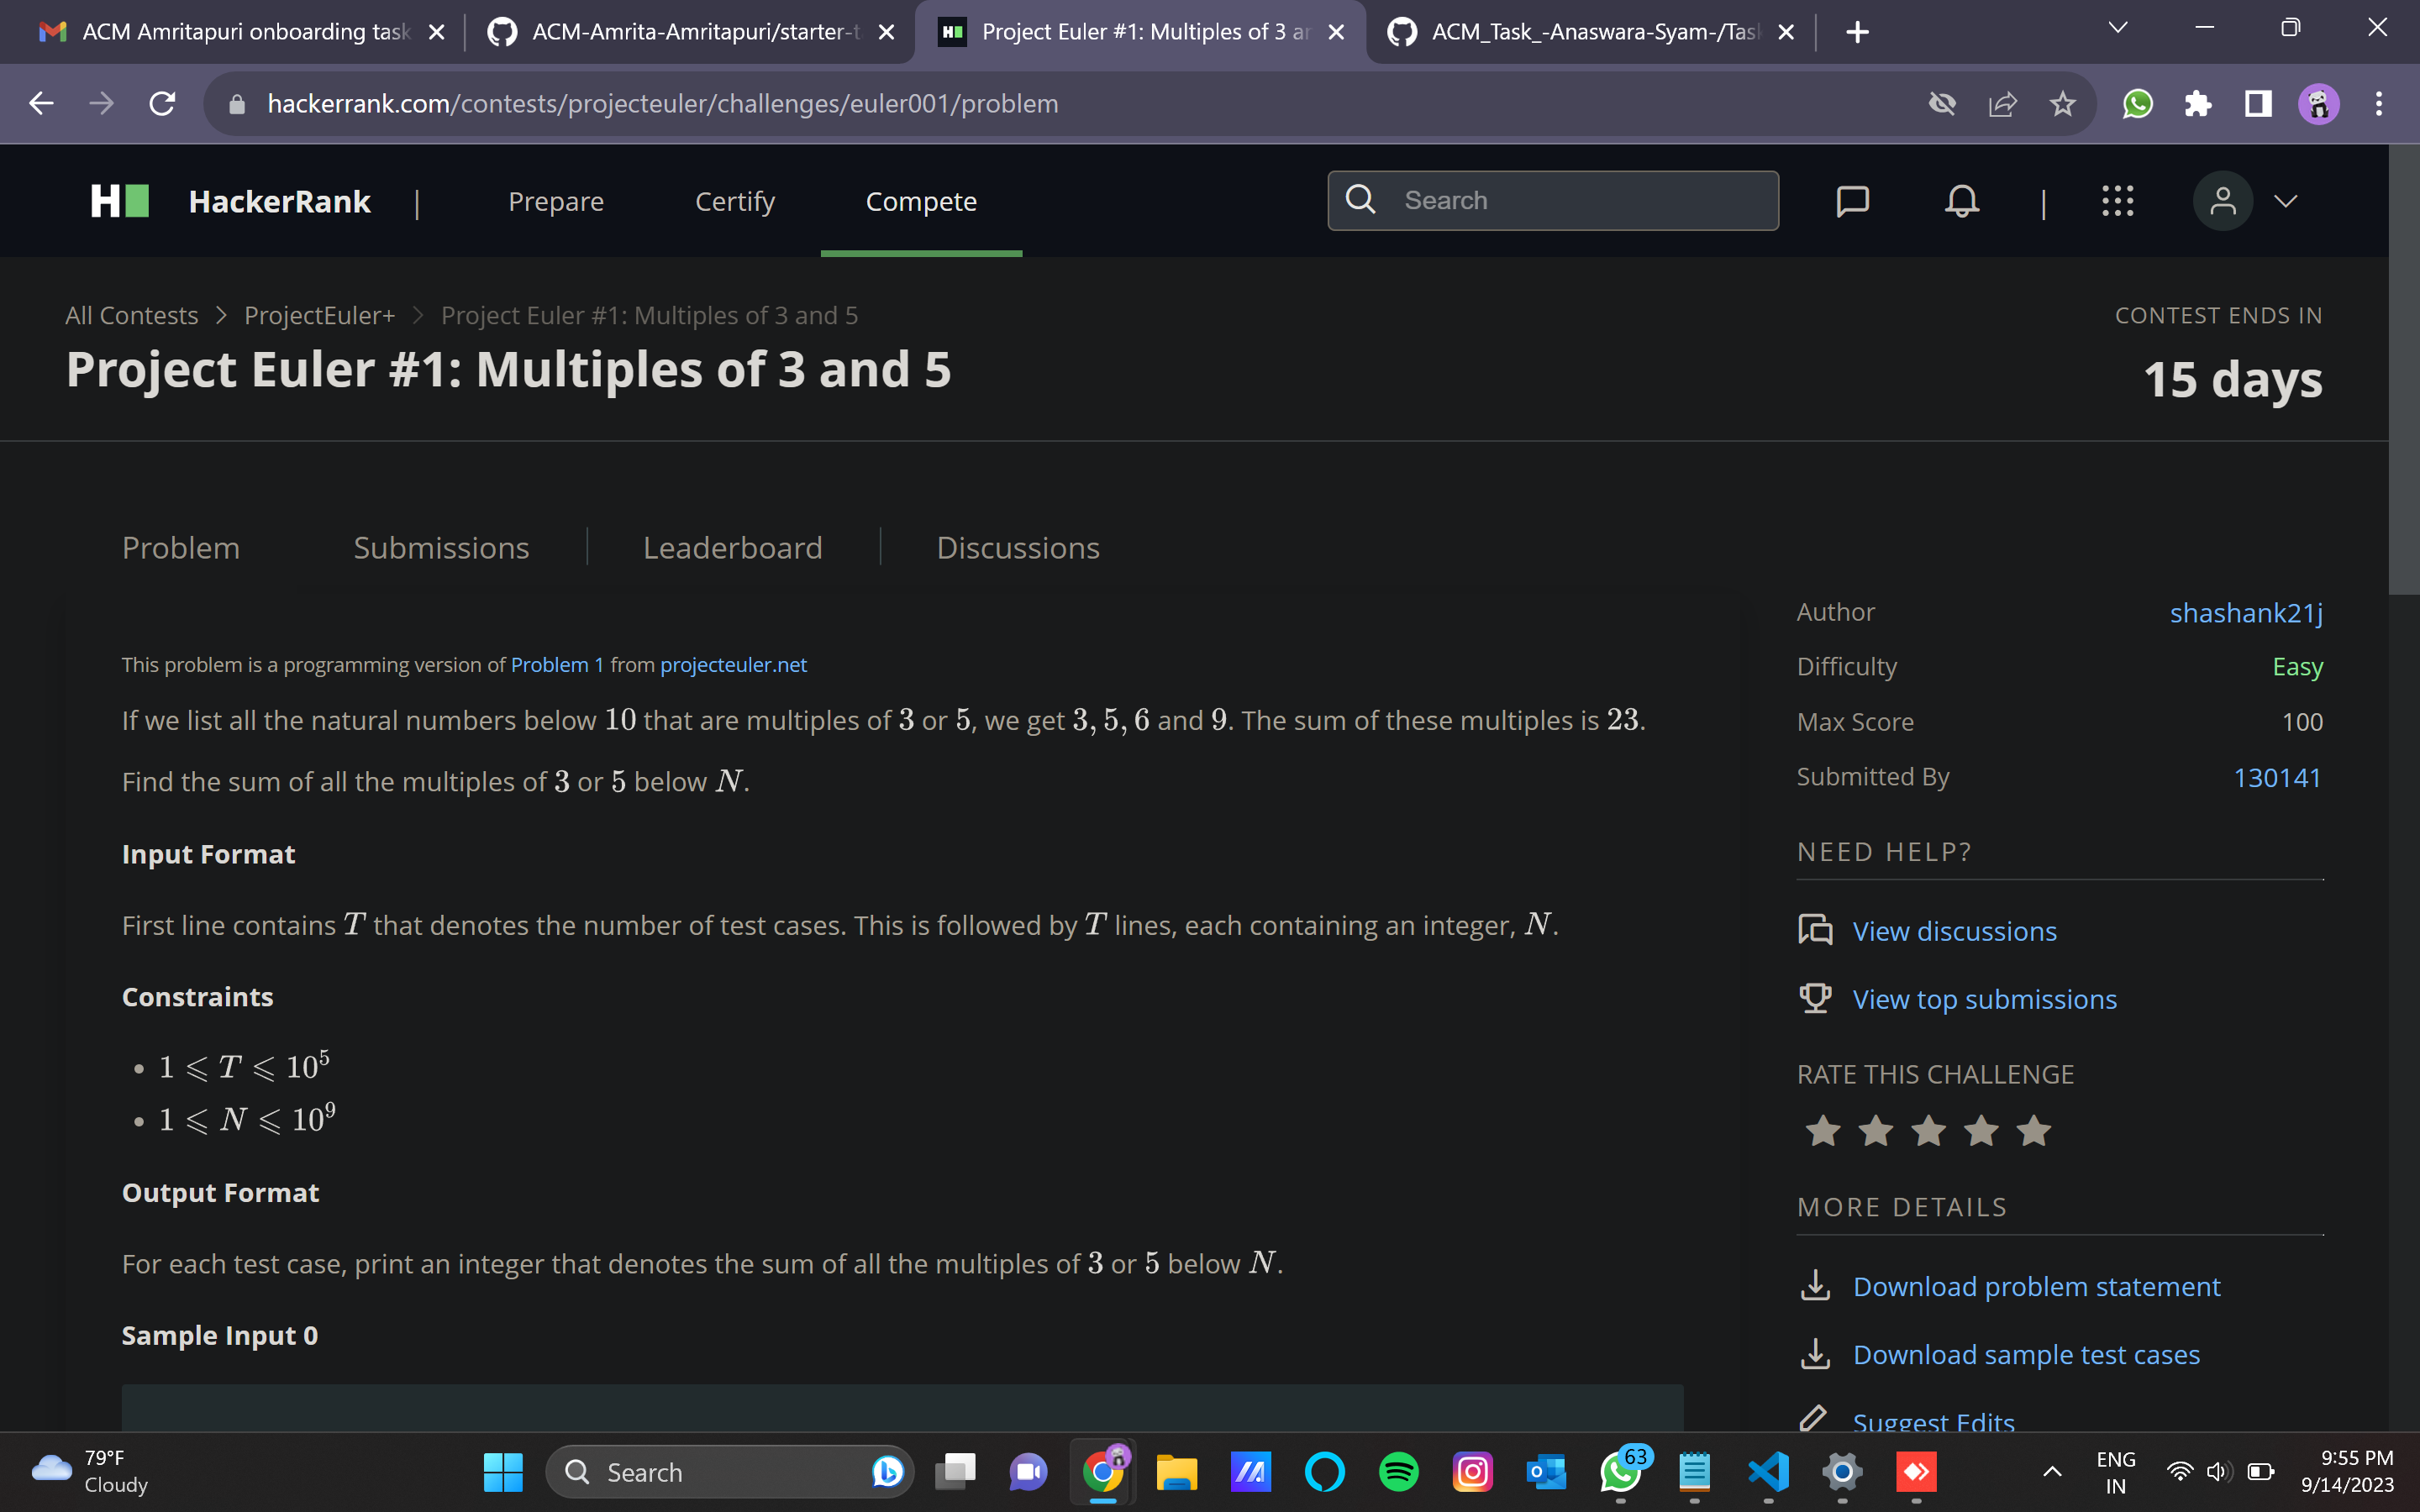 ACM Amritapuri onboarding task
ACM-Amrita-Amritapuri/starter-t
Project Euler #1: Multiples of 3 ar
ACM_Task_-Anaswara-Syam-/Task
hackerrank.com/contests/projecteuler/challenges/euler001/problem
HackerRank | Prepare Certify Compete Search |
All Contests > ProjectEuler+ > Project Euler #1: Multiples of 3 and 5
CONTEST ENDS IN
Project Euler #1: Multiples of 3 and 5
15 days
Problem Submissions Leaderboard Discussions
This problem is a programming version of Problem 1 from projecteuler.net
If we list all the natural numbers below 10 that are multiples of 3 or 5, we get 3, 5, 6 and 9. The sum of these multiples is 23.
Find the sum of all the multiples of 3 or 5 below N.
Input Format
First line contains T that denotes the number of test cases. This is followed by T lines, each containing an integer, N.
Constraints
• 1 ⩽ T ⩽ 10⁵
• 1 ⩽ N ⩽ 10⁹
Output Format
For each test case, print an integer that denotes the sum of all the multiples of 3 or 5 below N.
Sample Input 0
Author shashank21j
Difficulty Easy
Max Score 100
Submitted By 130141
NEED HELP?
View discussions
View top submissions
RATE THIS CHALLENGE
MORE DETAILS
Download problem statement
Download sample test cases
Suggest Edits
79°F
Cloudy
Search
63
ENG
IN
9:55 PM
9/14/2023